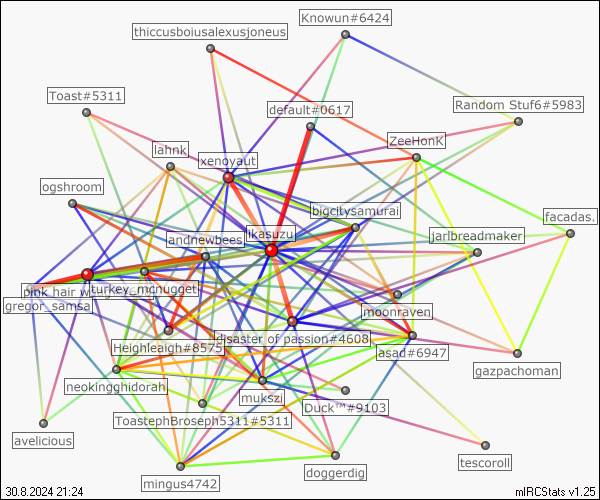 Knowun#6424
thiccusboiusalexusjoneus
Toast#5311
default#0617
Random Stuf6#5983
lahnk
xenoyaut
ZeeHonk
ogshroom
bigcitysamurai
facadas.
ikasuzu
andnewbees
jarlbreadmaker
pink hair
turkey_mcnugget
gregor_samsa
moonraven
Heighleaigh#8575
disaster of passion#4608
asad#6947
gazpachoman
neokingghidorah
mukszi
Duck™#9103
ToastephBroseph5311#5311
avelicious
tescoroll
mingus4742
doggerdig
30.8.2024 21:24
mIRCStats v1.25